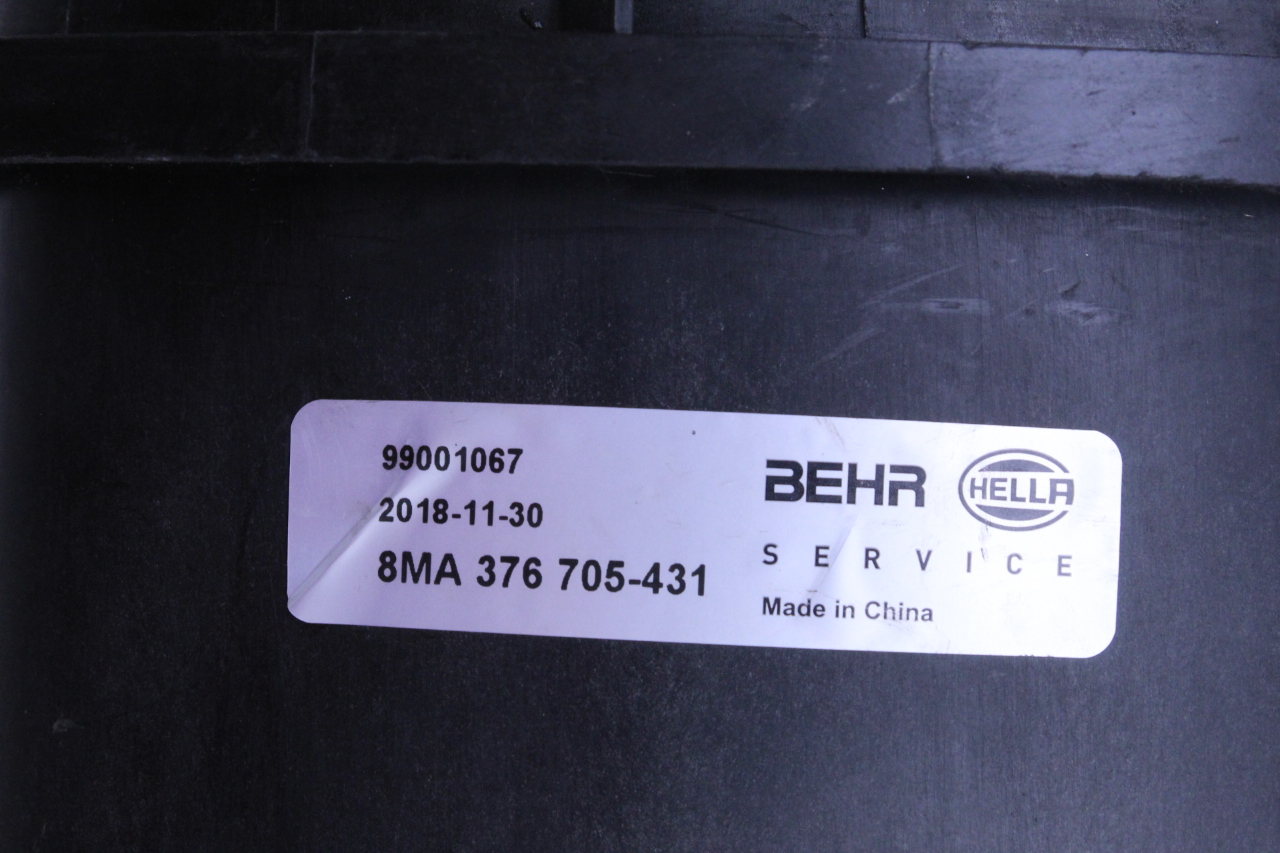 99001067
2018-11-30
8MA 376 705-431
BEHR HELLA
SERVICE
Made in China